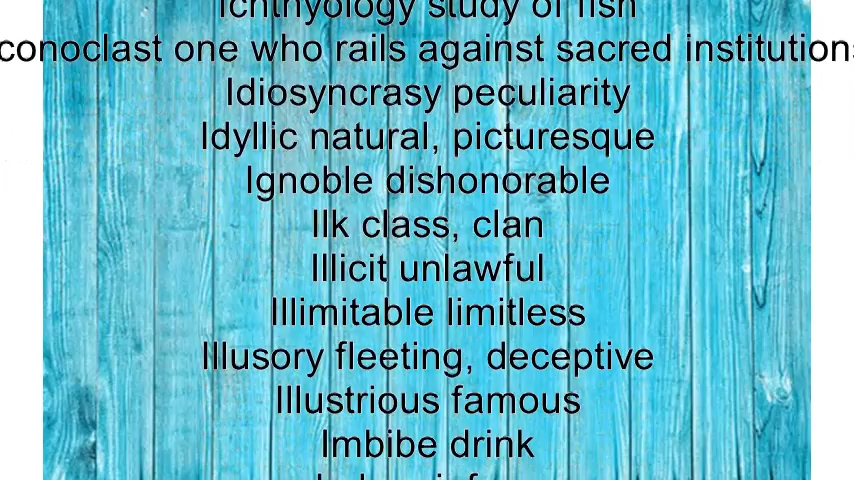 Ichthyology study of fish
conoclast one who rails against sacred institutions
Idiosyncrasy peculiarity
Idyllic natural, picturesque
Ignoble dishonorable
Ilk class, clan
Illicit unlawful
Illimitable limitless
Illusory fleeting, deceptive
Illustrious famous
Imbibe drink